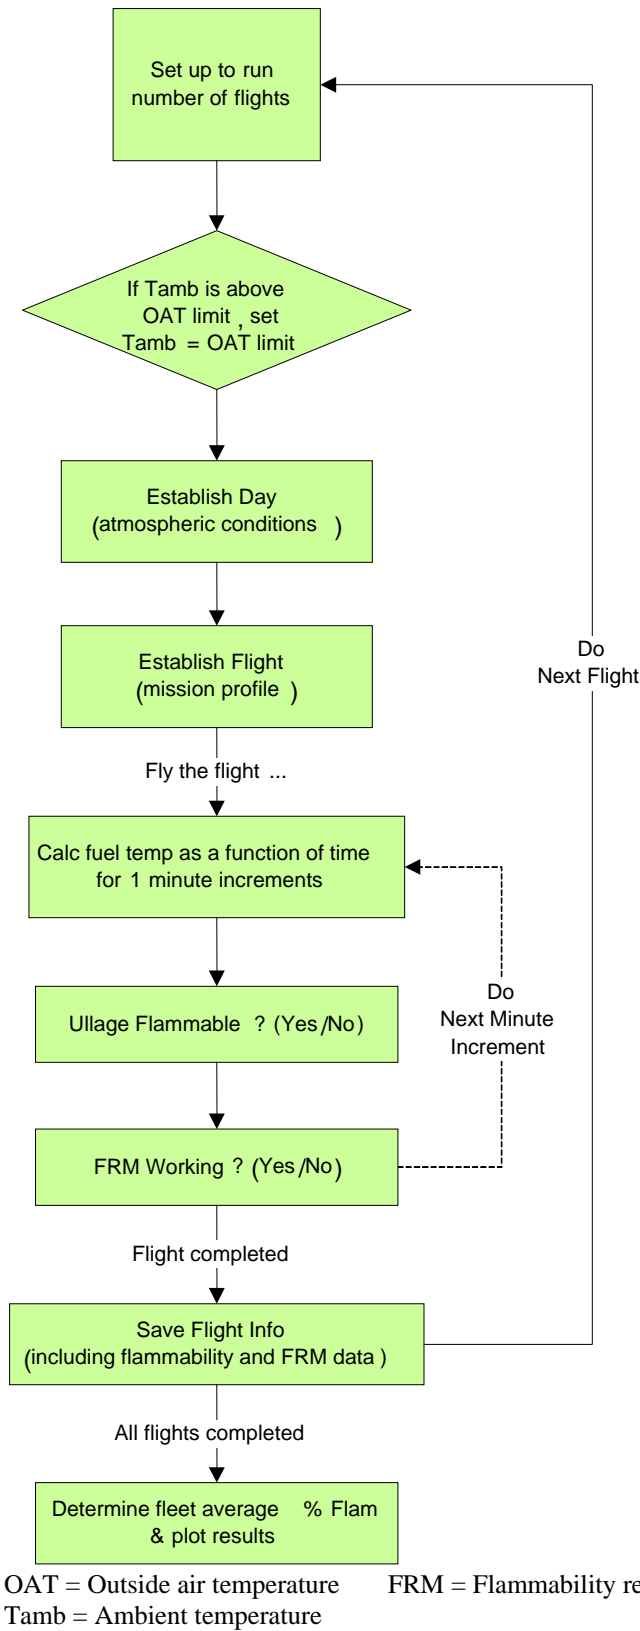 Set up to run
number of flights
If Tamb is above
OAT limit , set
Tamb = OAT limit
Establish Day
(atmospheric conditions )
Establish Flight
(mission profile )
Do
Next Flight
Fly the flight ...
Calc fuel temp as a function of time
for 1 minute increments
Ullage Flammable ? (Yes/No)
Do
Next Minute
Increment
FRM Working ? (Yes/No)
Flight completed
Save Flight Info
(including flammability and FRM data )
All flights completed
Determine fleet average % Flam
& plot results
OAT = Outside air temperature FRM = Flammability re
Tamb = Ambient temperature